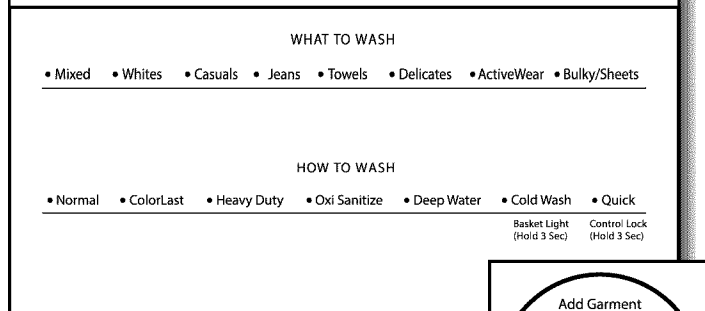 WHAT TO WASH
• Mixed • Whites • Casuals • Jeans • Towels • Delicates • ActiveWear • Bulky/Sheets
HOW TO WASH
• Normal • ColorLast • Heavy Duty • Oxi Sanitize • Deep Water • Cold Wash • Quick
Basket Light Control Lock
(Hold 3 Sec) (Hold 3 Sec)
Add Garment